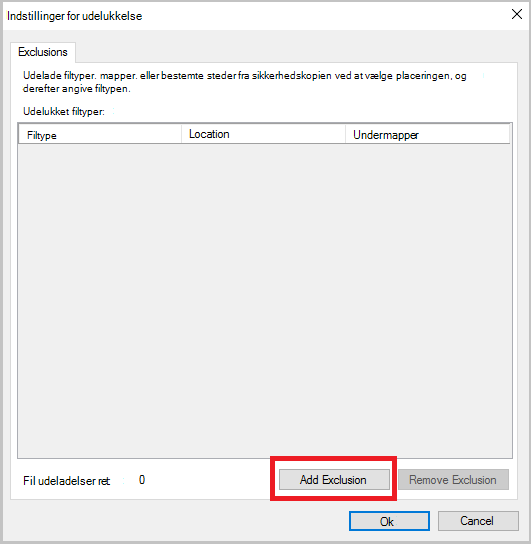 Indstillinger for udelukkelse
Exclusions
Udelade filtyper. mapper. eller bestemte steder fra sikkerhedskopien ved at vælge placeringen, og
derefter angive filtypen.
Udelukket filtyper:
Filtype Location Undermapper
Fil udeladelser ret 0 Add Exclusion Remove Exclusion
Ok Cancel